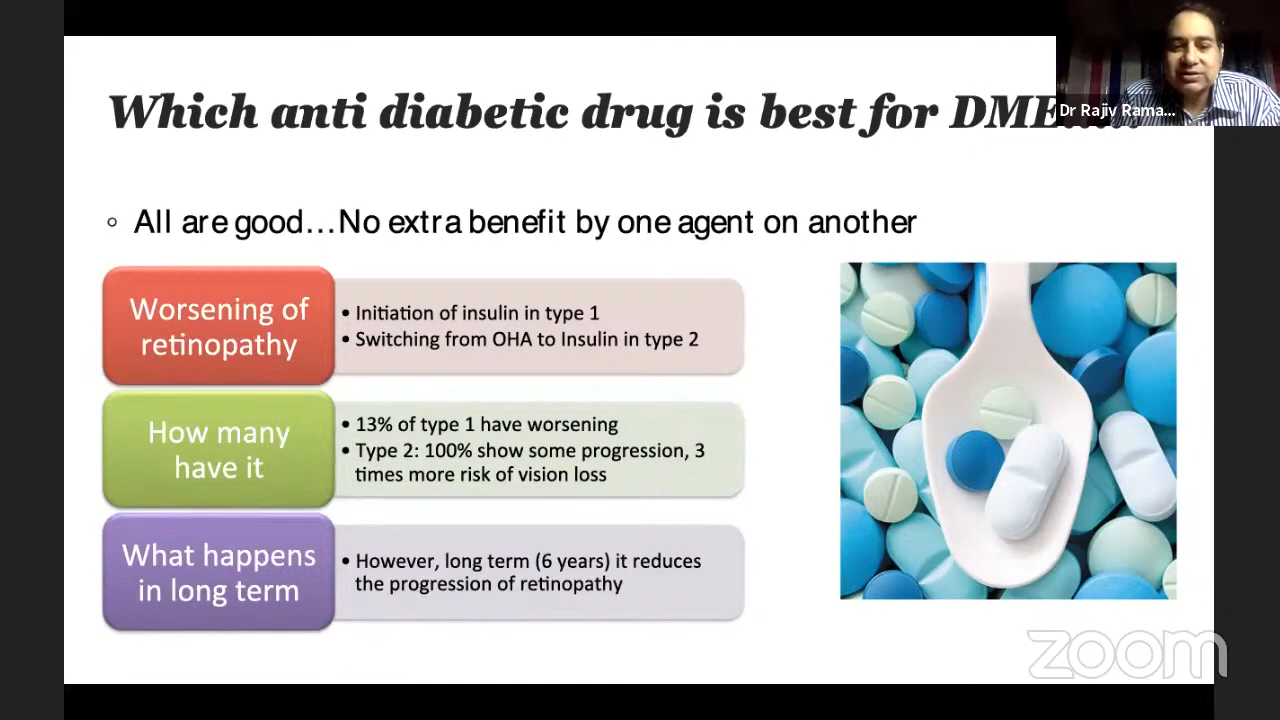 Which anti diabetic drug is best for DME
Dr Rajiv Rama...
◦ All are good...No extra benefit by one agent on another
Worsening of
retinopathy
• Initiation of insulin in type 1
• Switching from OHA to Insulin in type 2
How many
have it
• 13% of type 1 have worsening
• Type 2: 100% show some progression, 3
times more risk of vision loss
What happens
in long term
• However, long term (6 years) it reduces
the progression of retinopathy
zoom